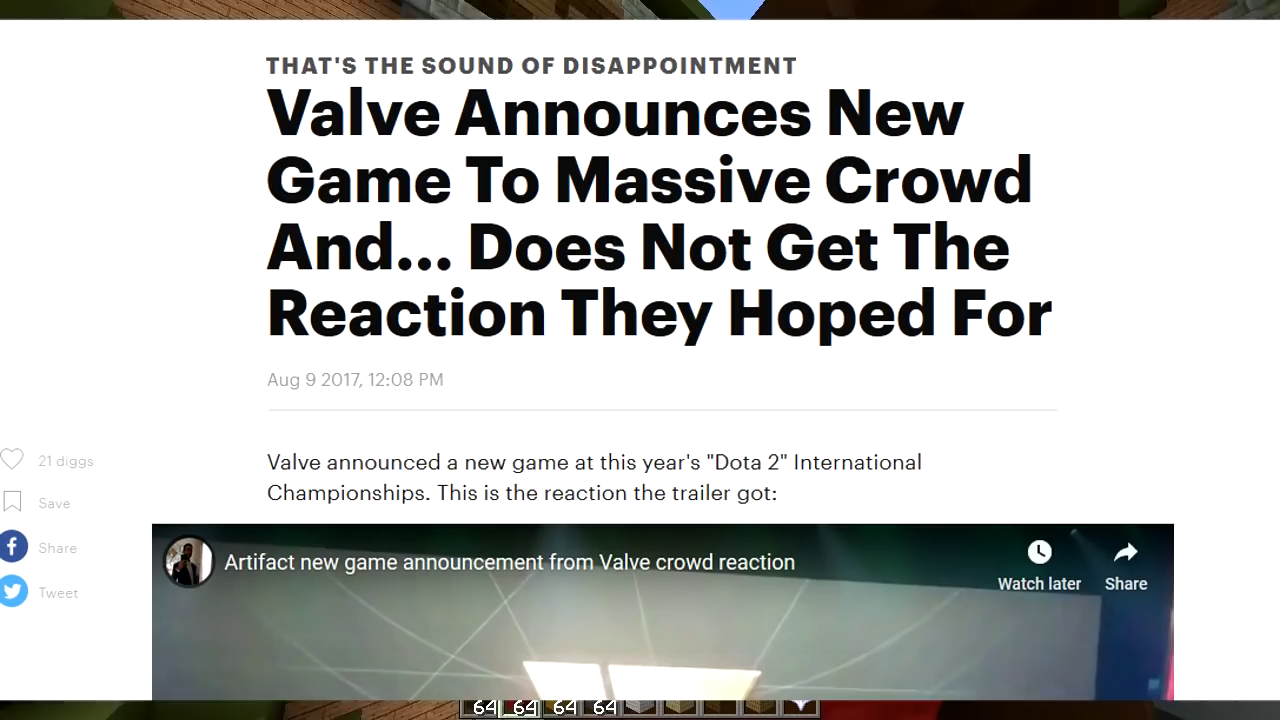 THAT'S THE SOUND OF DISAPPOINTMENT
Valve Announces New
Game To Massive Crowd
And... Does Not Get The
Reaction They Hoped For
Aug 9 2017, 12:08 PM
21 diggs
Save
Share
Tweet
Valve announced a new game at this year's "Dota 2" International
Championships. This is the reaction the trailer got:
Artifact new game announcement from Valve crowd reaction
Watch later
Share
64 64 64 64